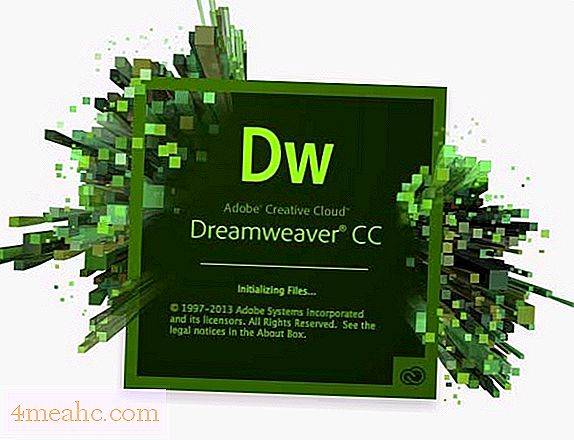 Dw
Adobe® Creative Cloud™
Dreamweaver® CC
Initializing Files...
© 1997-2013 Adobe Systems Incorporated
and its licensors. All Rights Reserved. See the
legal notices in the About Box.
4meahc.com